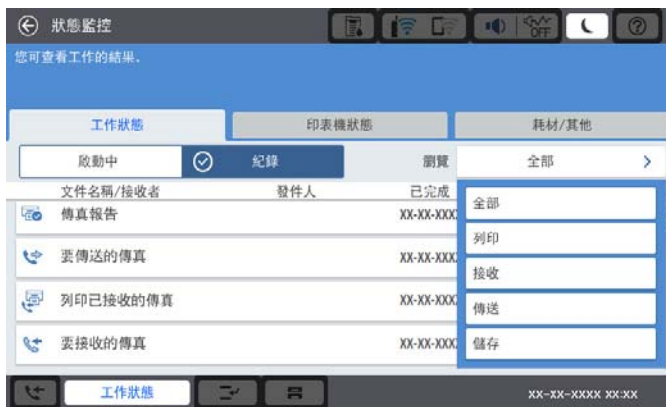 狀態監控
OFF
您可查看工作的結果.
工作狀態 印表機狀態 耗材/其他
啟動中 紀錄 瀏覽 全部
文件名稱/接收者 發件人 已完成
全部
傳真報告 XX-XX-XXX
列印
要傳送的傳真 XX-XX-XXX
接收
列印已接收的傳真 XX-XX-XXX
傳送
要接收的傳真 XX-XX-XXX
儲存
工作狀態 XX-XX-XXXX XX:XX